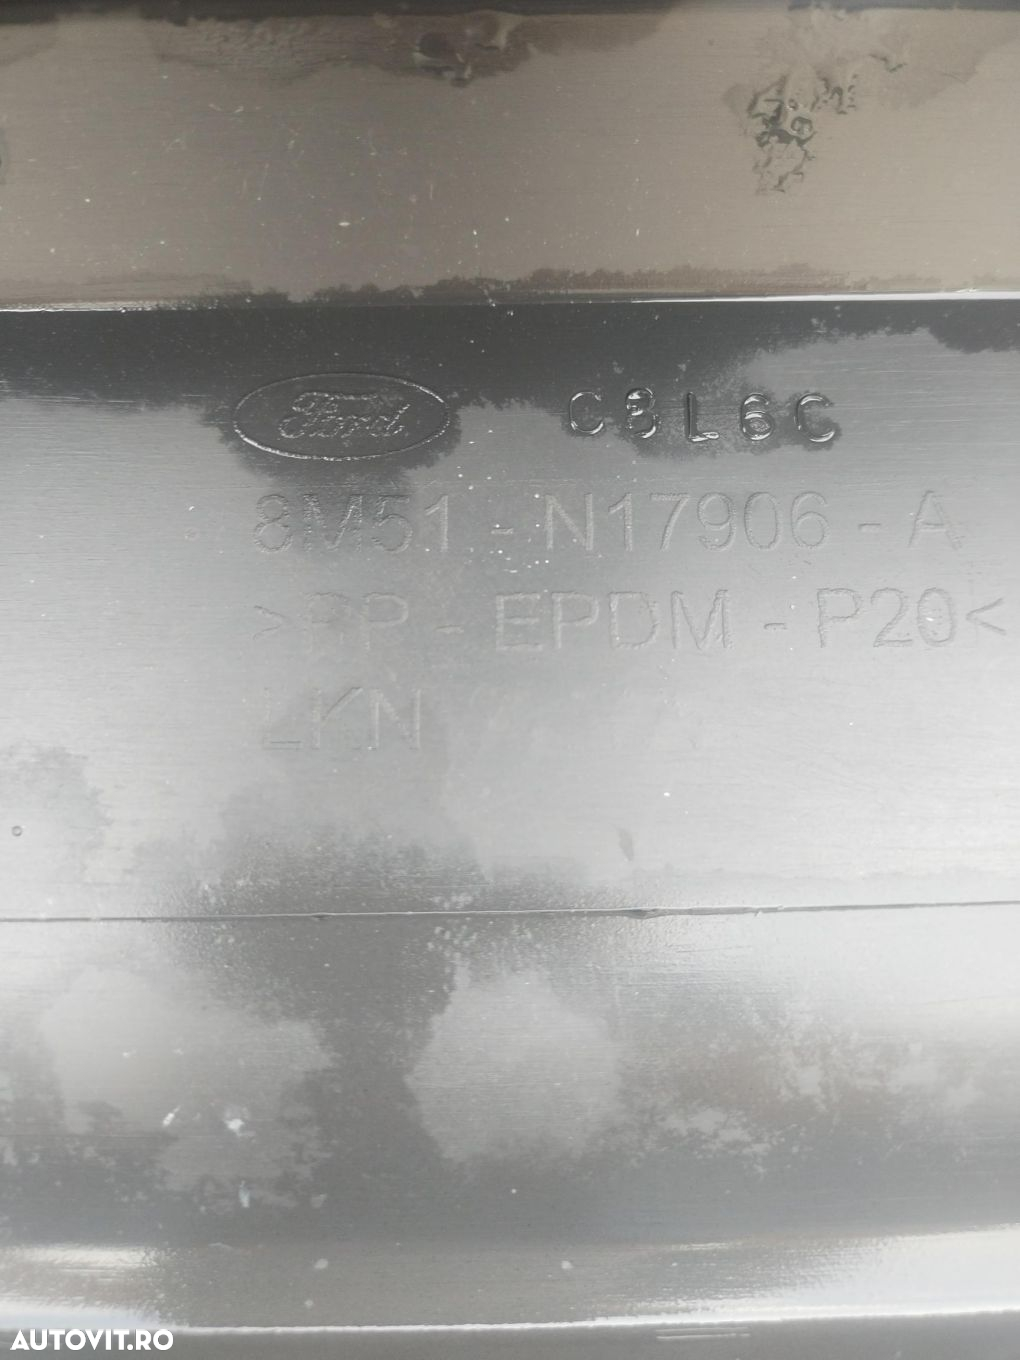 Ford C8L6C
8M51 - N17906 - A
>PP - EPDM - P20<
LKN
AUTOVIT.RO